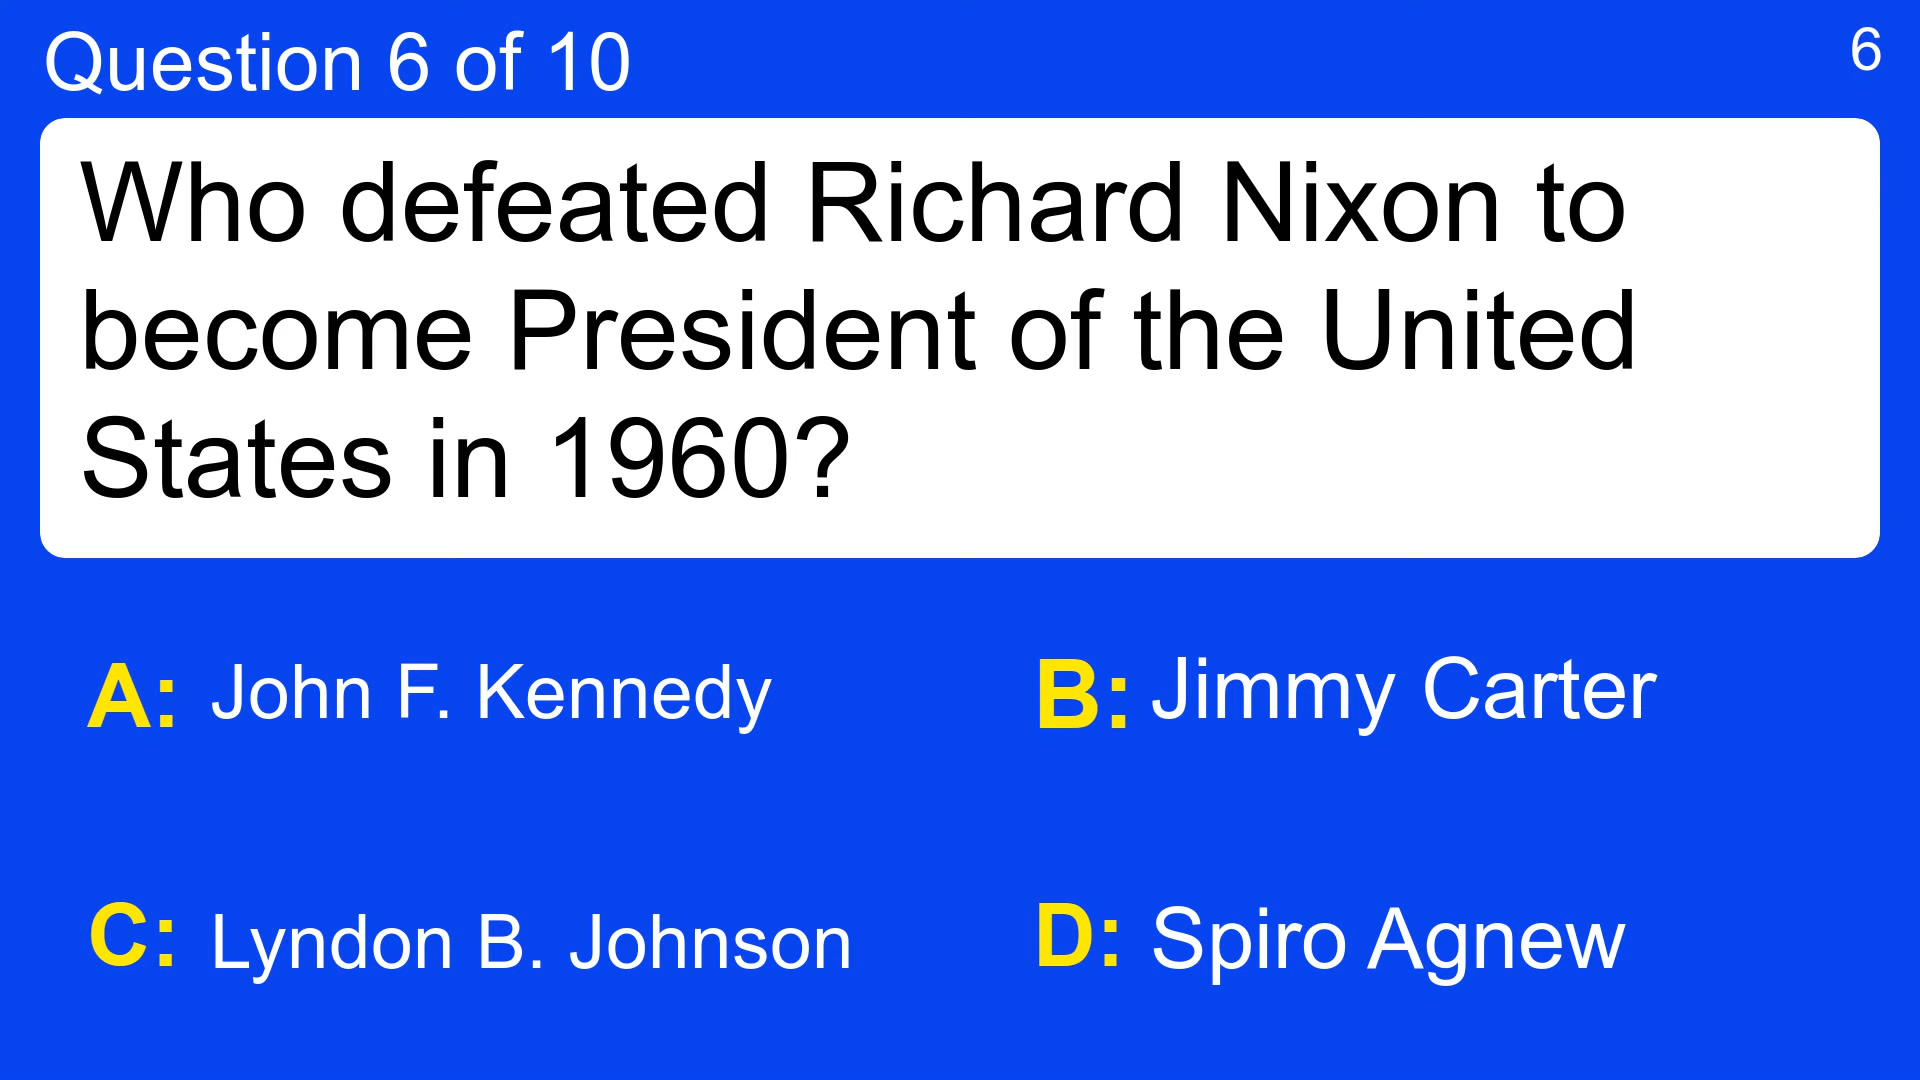 Question 6 of 10
6
Who defeated Richard Nixon to
become President of the United
States in 1960?
A: John F. Kennedy
B: Jimmy Carter
C: Lyndon B. Johnson
D: Spiro Agnew